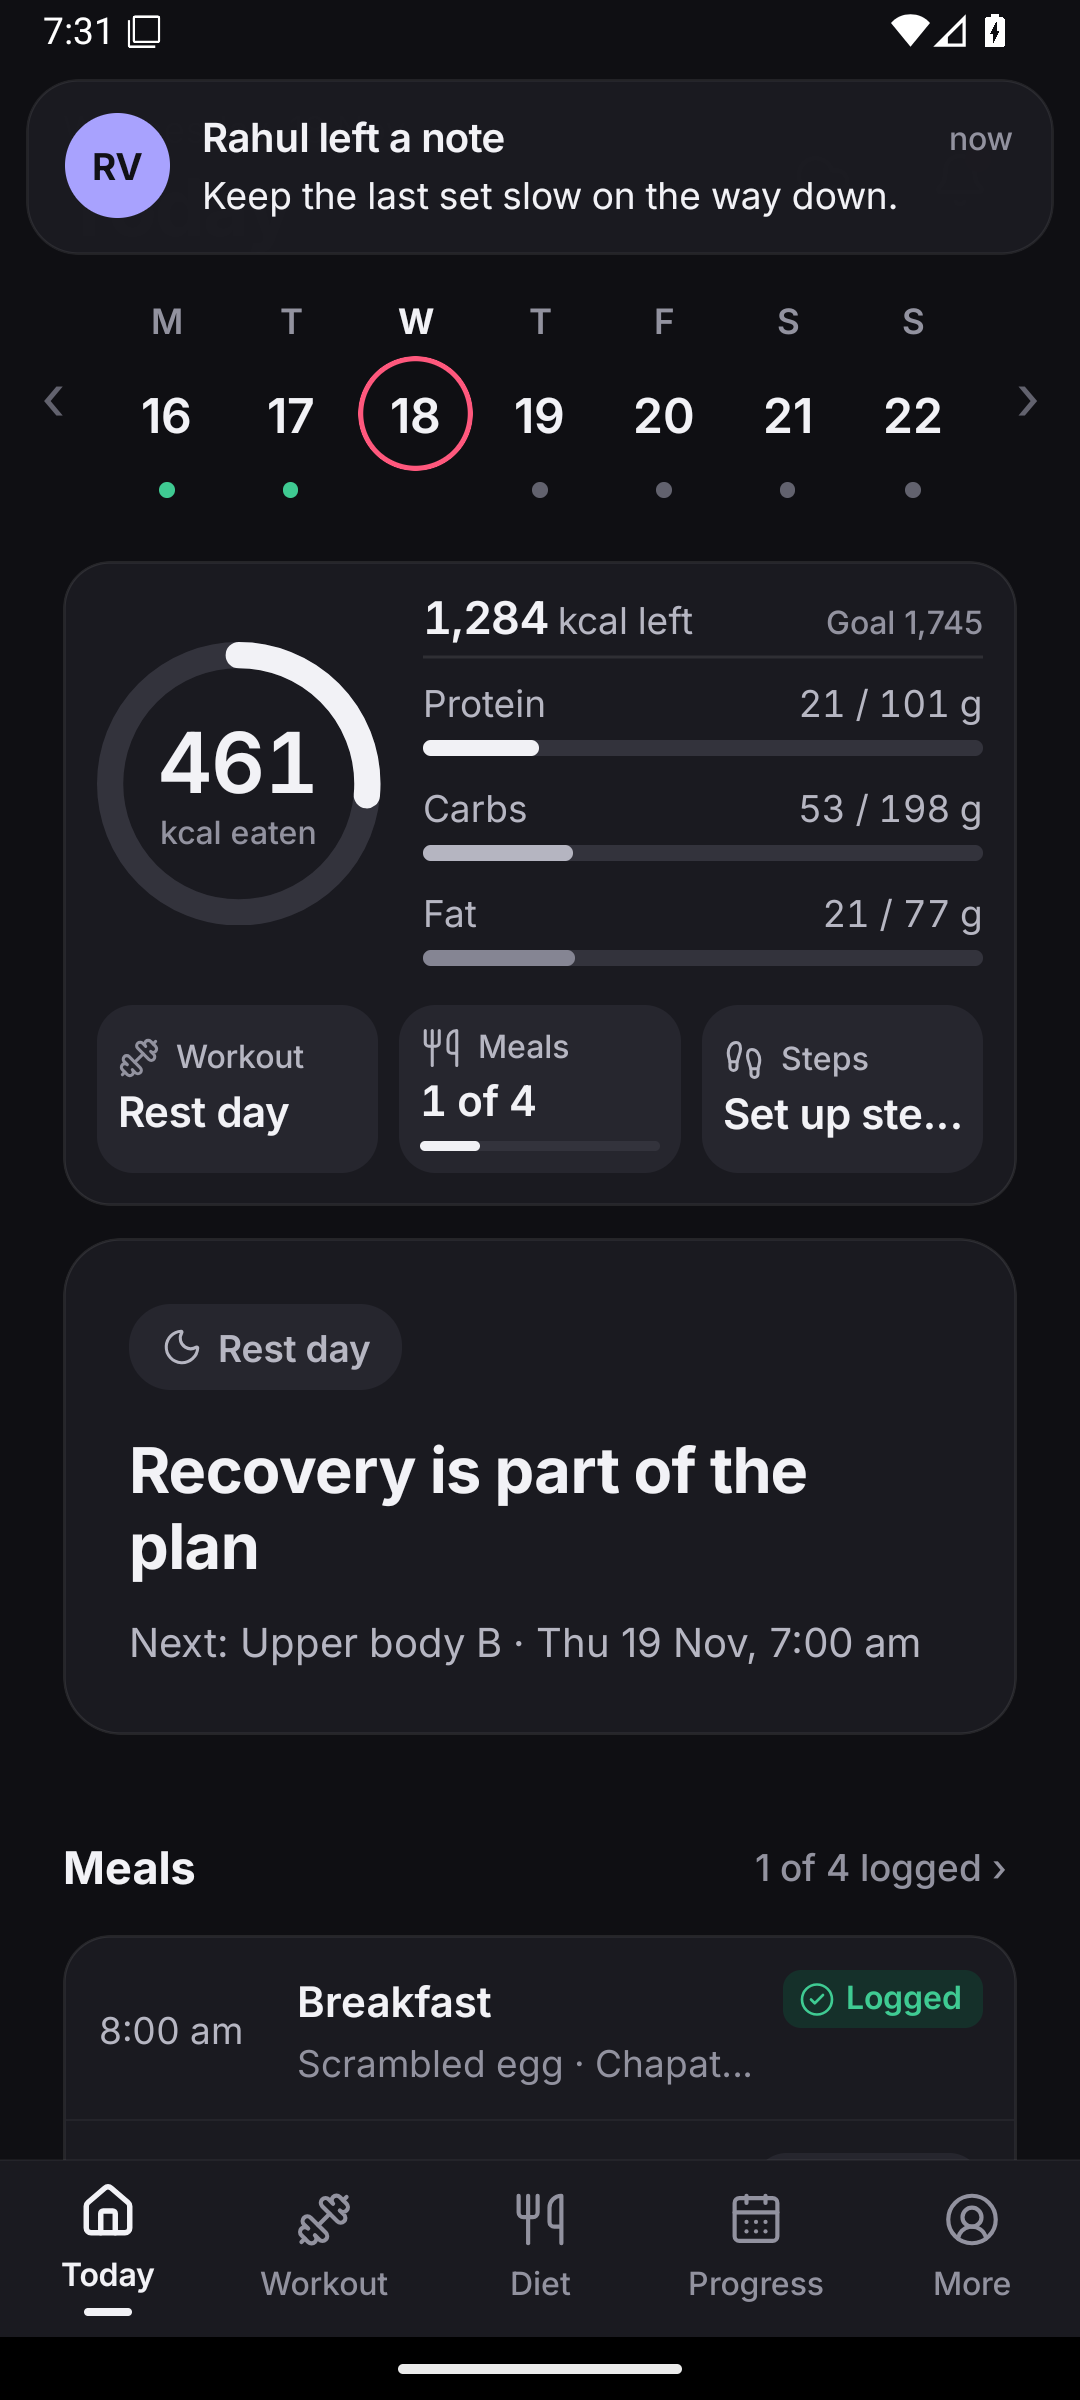 7:31
RV
Rahul left a note
now
Keep the last set slow on the way down.
M T W T F S S
‹ 16 17 18 19 20 21 22 ›
461
kcal eaten
1,284 kcal left
Goal 1,745
Protein 21 / 101 g
Carbs 53 / 198 g
Fat 21 / 77 g
Workout
Rest day
Meals
1 of 4
Steps
Set up ste...
Rest day
Recovery is part of the
plan
Next: Upper body B · Thu 19 Nov, 7:00 am
Meals
1 of 4 logged ›
8:00 am
Breakfast
Logged
Scrambled egg · Chapat...
Today
Workout
Diet
Progress
More